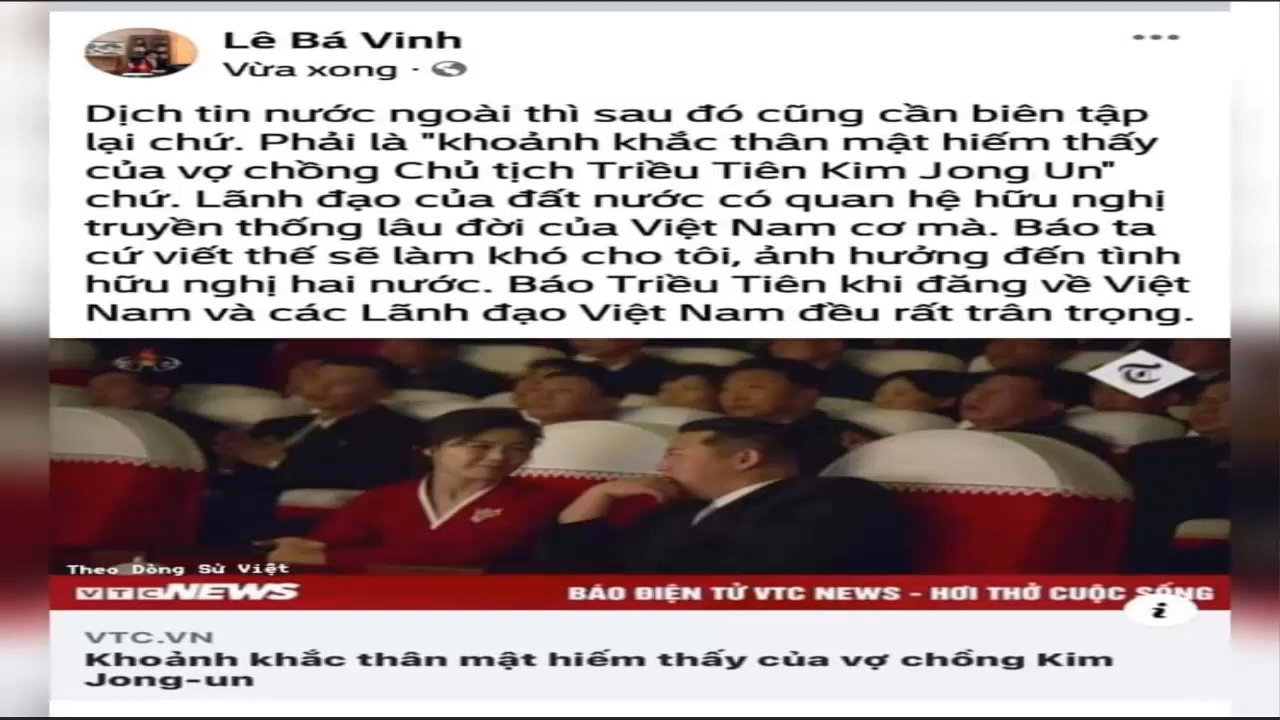 Lê Bá Vinh
Vừa xong ·
Dịch tin nước ngoài thì sau đó cũng cần biên tập
lại chứ. Phải là "khoảnh khắc thân mật hiếm thấy
của vợ chồng Chủ tịch Triều Tiên Kim Jong Un"
chứ. Lãnh đạo của đất nước có quan hệ hữu nghị
truyền thống lâu đời của Việt Nam cơ mà. Báo ta
cứ viết thế sẽ làm khó cho tôi, ảnh hưởng đến tình
hữu nghị hai nước. Báo Triều Tiên khi đăng về Việt
Nam và các Lãnh đạo Việt Nam đều rất trân trọng.
Theo Dòng Sử Việt
VTC NEWS
BÁO ĐIỆN TỬ VTC NEWS - HƠI THỞ CUỘC SỐNG
VTC.VN
Khoảnh khắc thân mật hiếm thấy của vợ chồng Kim
Jong-un